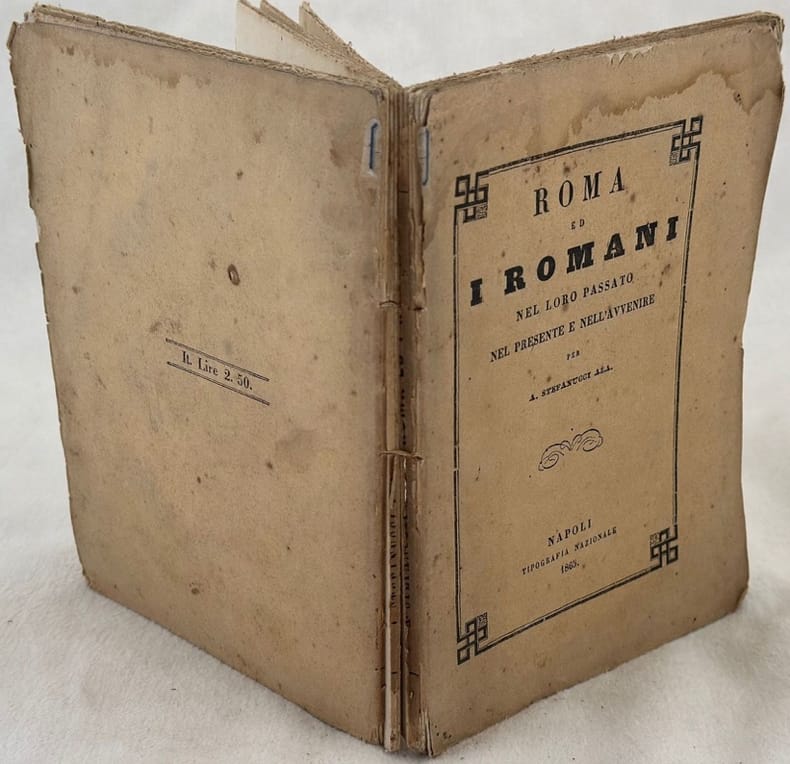 It. Lire 2. 50.
ROMA
ED
I ROMANI
NEL LORO PASSATO
NEL PRESENTE E NELL'AVVENIRE
PER
A. STEFANUCCI ALA.
NAPOLI
TIPOGRAFIA NAZIONALE
1865.